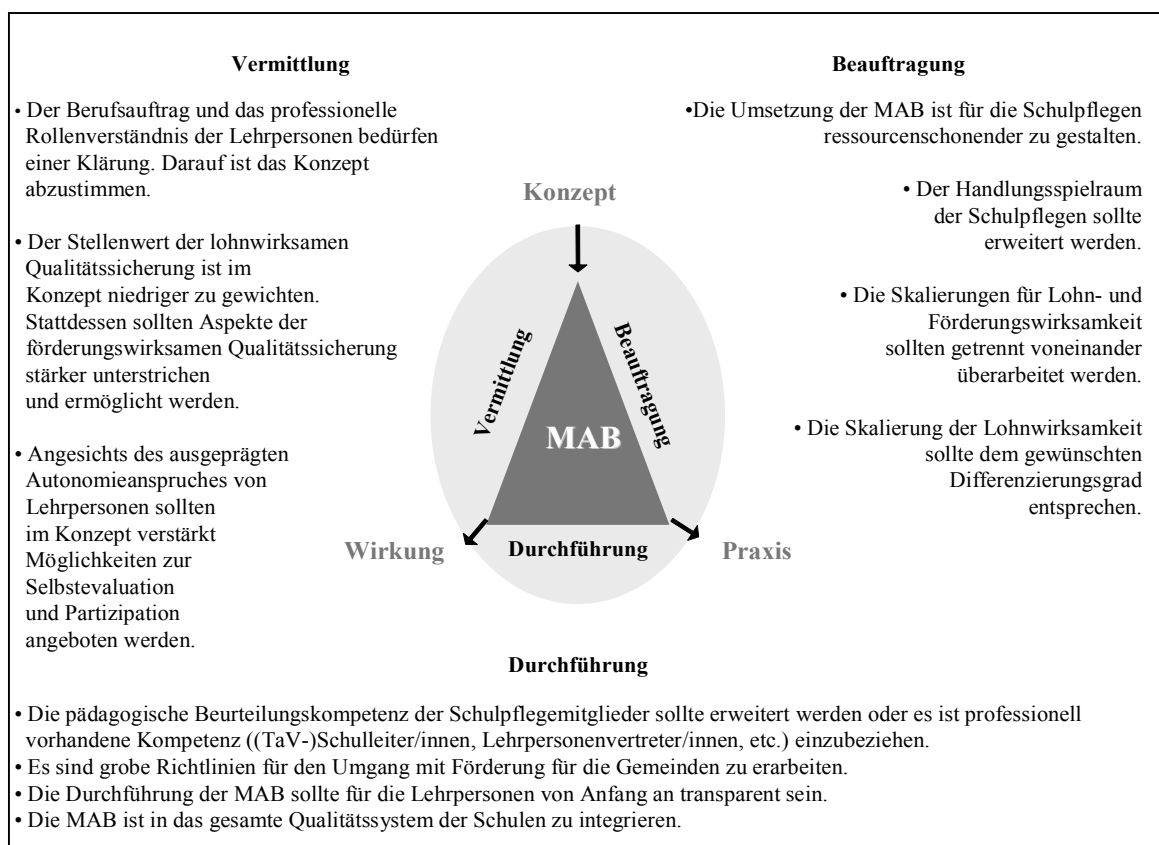 Vermittlung
• Der Berufsauftrag und das professionelle
Rollenverständnis der Lehrpersonen bedürfen
einer Klärung. Darauf ist das Konzept
abzustimmen.
• Der Stellenwert der lohnwirksamen
Qualitätssicherung ist im
Konzept niedriger zu gewichten.
Stattdessen sollten Aspekte der
förderungswirksamen Qualitätssicherung
stärker unterstrichen
und ermöglicht werden.
• Angesichts des ausgeprägten
Autonomieanspruches von
Lehrpersonen sollten
im Konzept verstärkt
Möglichkeiten zur
Selbstevaluation
und Partizipation
angeboten werden.
Konzept
Vermittlung
Beauftragung
MAB
Wirkung
Durchführung
Praxis
Beauftragung
•Die Umsetzung der MAB ist für die Schulpflegen
ressourcenschonender zu gestalten.
• Der Handlungsspielraum
der Schulpflegen sollte
erweitert werden.
• Die Skalierungen für Lohn- und
Förderungswirksamkeit
sollten getrennt voneinander
überarbeitet werden.
• Die Skalierung der Lohnwirksamkeit
sollte dem gewünschten
Differenzierungsgrad
entsprechen.
Durchführung
• Die pädagogische Beurteilungskompetenz der Schulpflegemitglieder sollte erweitert werden oder es ist professionell
vorhandene Kompetenz ((TaV-)Schulleiter/innen, Lehrpersonenvertreter/innen, etc.) einzubeziehen.
• Es sind grobe Richtlinien für den Umgang mit Förderung für die Gemeinden zu erarbeiten.
• Die Durchführung der MAB sollte für die Lehrpersonen von Anfang an transparent sein.
• Die MAB ist in das gesamte Qualitätssystem der Schulen zu integrieren.